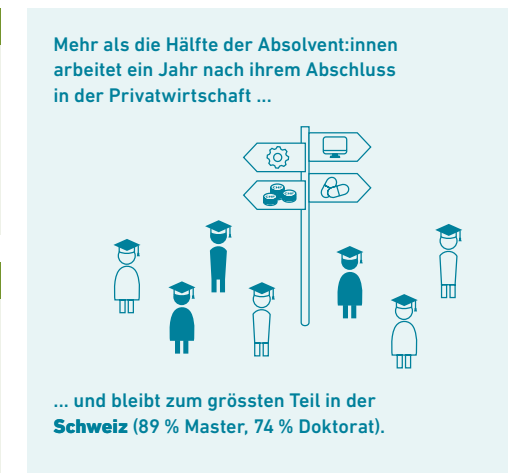 Mehr als die Hälfte der Absolvent:innen
arbeitet ein Jahr nach ihrem Abschluss
in der Privatwirtschaft ...
... und bleibt zum grössten Teil in der
Schweiz (89 % Master, 74 % Doktorat).